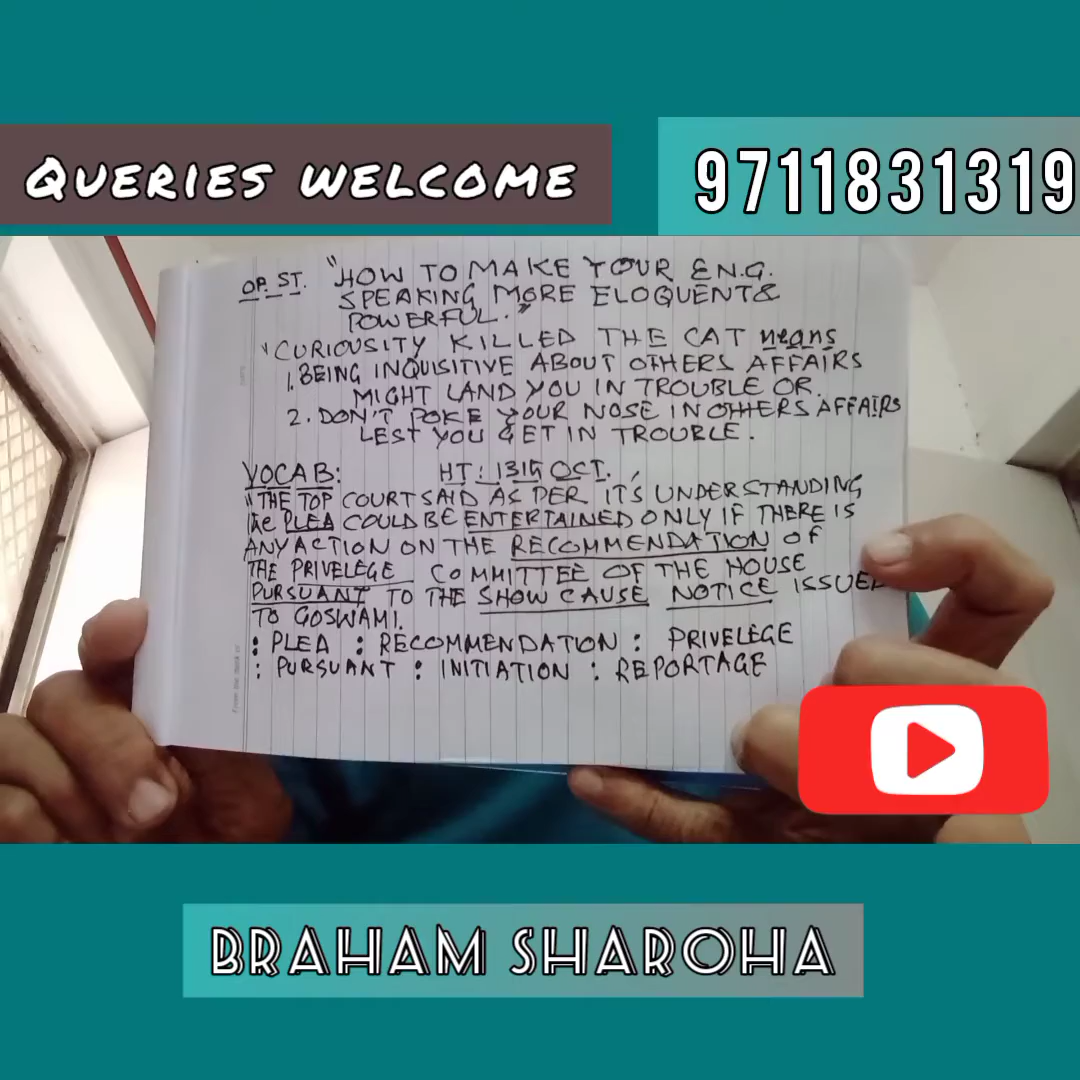 QUERIES WELCOME
9711831319
OP. ST. "HOW TO MAKE YOUR ENG.
SPEAKING MORE ELOQUENT &
POWERFUL."
"CURIOUSITY KILLED THE CAT means
1. BEING INQUISITIVE ABOUT OTHERS AFFAIRS
MIGHT LAND YOU IN TROUBLE OR.
2. DON'T POKE YOUR NOSE IN OTHERS AFFAIRS
LEST YOU GET IN TROUBLE.
VOCAB: HT: 13TH OCT.
"THE TOP COURT SAID AS PER IT'S UNDERSTANDING
the PLEA COULD BE ENTERTAINED ONLY IF THERE IS
ANY ACTION ON THE RECOMMENDATION OF
THE PRIVELEGE COMMITTEE OF THE HOUSE
PURSUANT TO THE SHOW CAUSE NOTICE ISSUED
TO GOSWAMI.
: PLEA : RECOMMENDATION : PRIVELEGE
: PURSUANT : INITIATION : REPORTAGE
BRAHAM SHAROHA